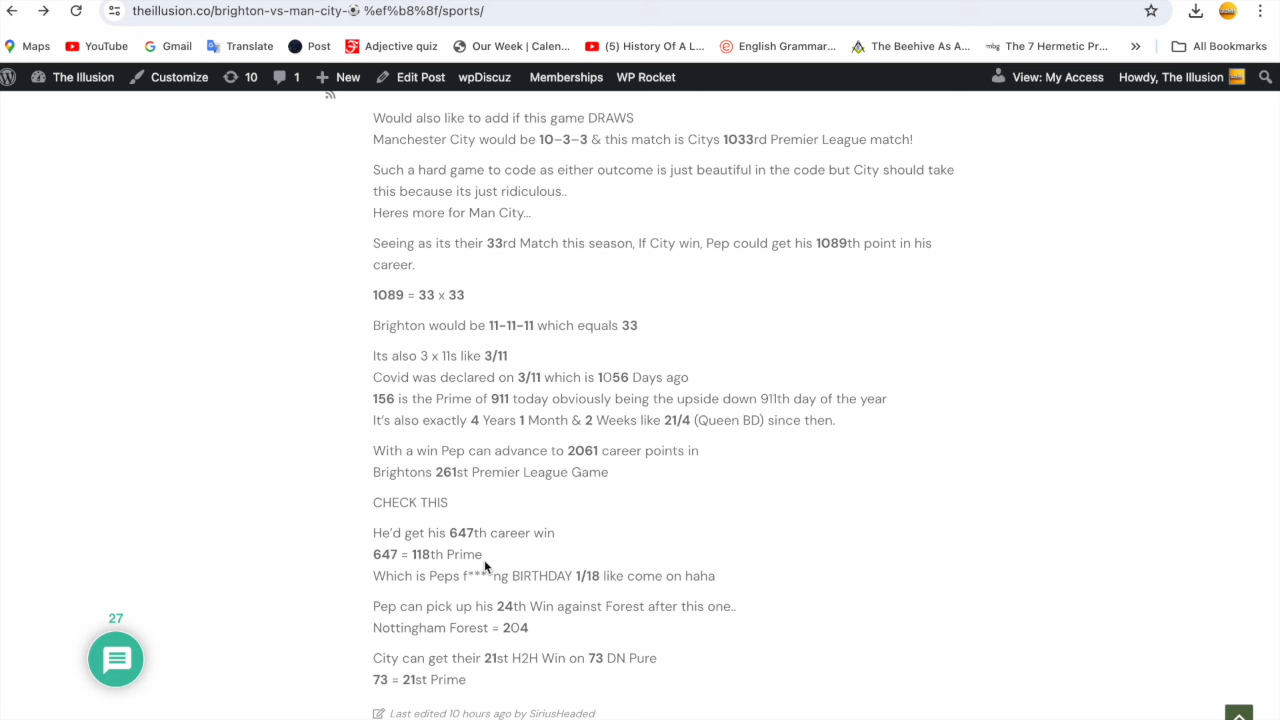 theillusion.co/brighton-vs-man-city-⚽ %ef%b8%8f/sports/
Maps YouTube Gmail Translate Post Adjective quiz Our Week | Calen... (5) History Of A L... English Grammar... The Beehive As A... mbg The 7 Hermetic Pr... » All Bookmarks
The Illusion Customize 10 1 New Edit Post wpDiscuz Memberships WP Rocket View: My Access Howdy, The Illusion
Would also like to add if this game DRAWS
Manchester City would be 10–3–3 & this match is Citys 1033rd Premier League match!
Such a hard game to code as either outcome is just beautiful in the code but City should take
this because its just ridiculous..
Heres more for Man City...
Seeing as its their 33rd Match this season, If City win, Pep could get his 1089th point in his
career.
1089 = 33 x 33
Brighton would be 11-11-11 which equals 33
Its also 3 x 11s like 3/11
Covid was declared on 3/11 which is 1056 Days ago
156 is the Prime of 911 today obviously being the upside down 911th day of the year
It's also exactly 4 Years 1 Month & 2 Weeks like 21/4 (Queen BD) since then.
With a win Pep can advance to 2061 career points in
Brightons 261st Premier League Game
CHECK THIS
He'd get his 647th career win
647 = 118th Prime
Which is Peps f****ng BIRTHDAY 1/18 like come on haha
Pep can pick up his 24th Win against Forest after this one..
Nottingham Forest = 204
City can get their 21st H2H Win on 73 DN Pure
73 = 21st Prime
27
Last edited 10 hours ago by SiriusHeaded